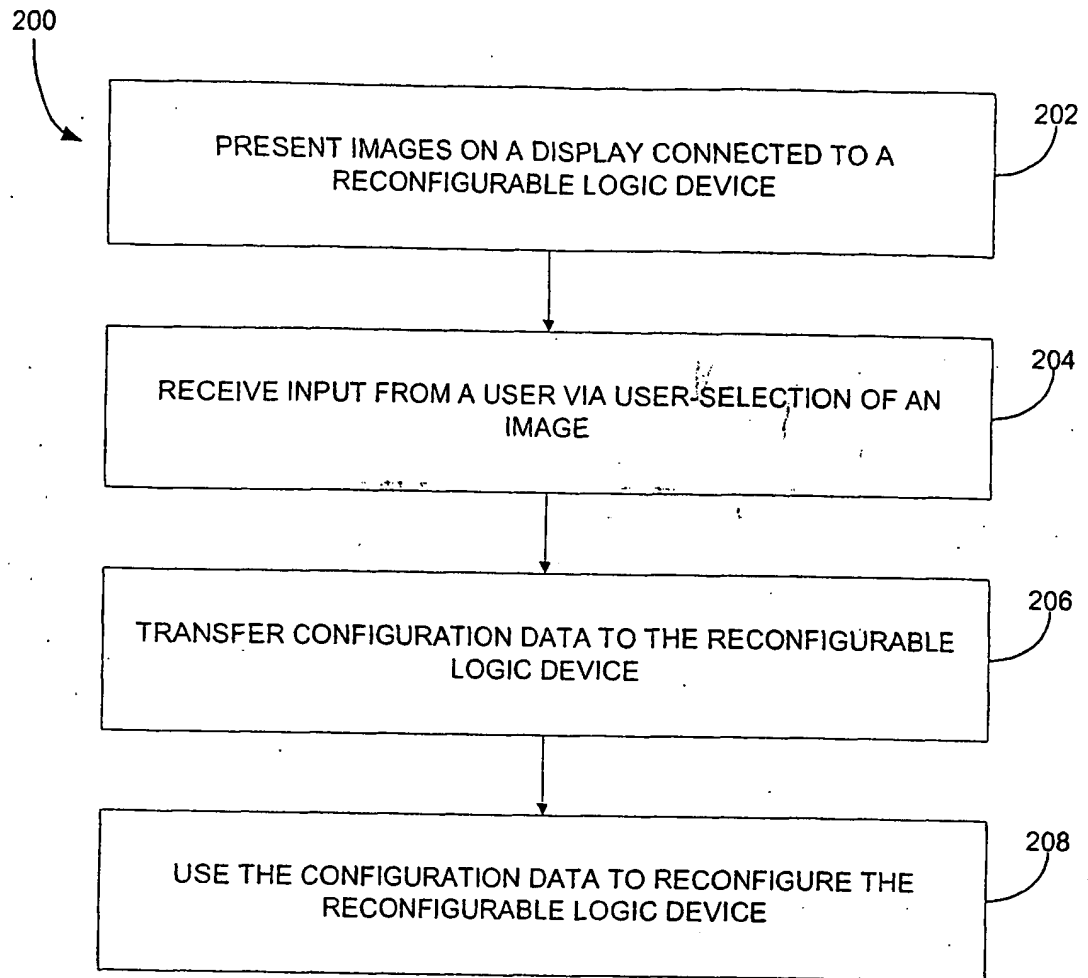 200
PRESENT IMAGES ON A DISPLAY CONNECTED TO A
RECONFIGURABLE LOGIC DEVICE
202
RECEIVE INPUT FROM A USER VIA USER-SELECTION OF AN
IMAGE
204
TRANSFER CONFIGURATION DATA TO THE RECONFIGURABLE
LOGIC DEVICE
206
USE THE CONFIGURATION DATA TO RECONFIGURE THE
RECONFIGURABLE LOGIC DEVICE
208